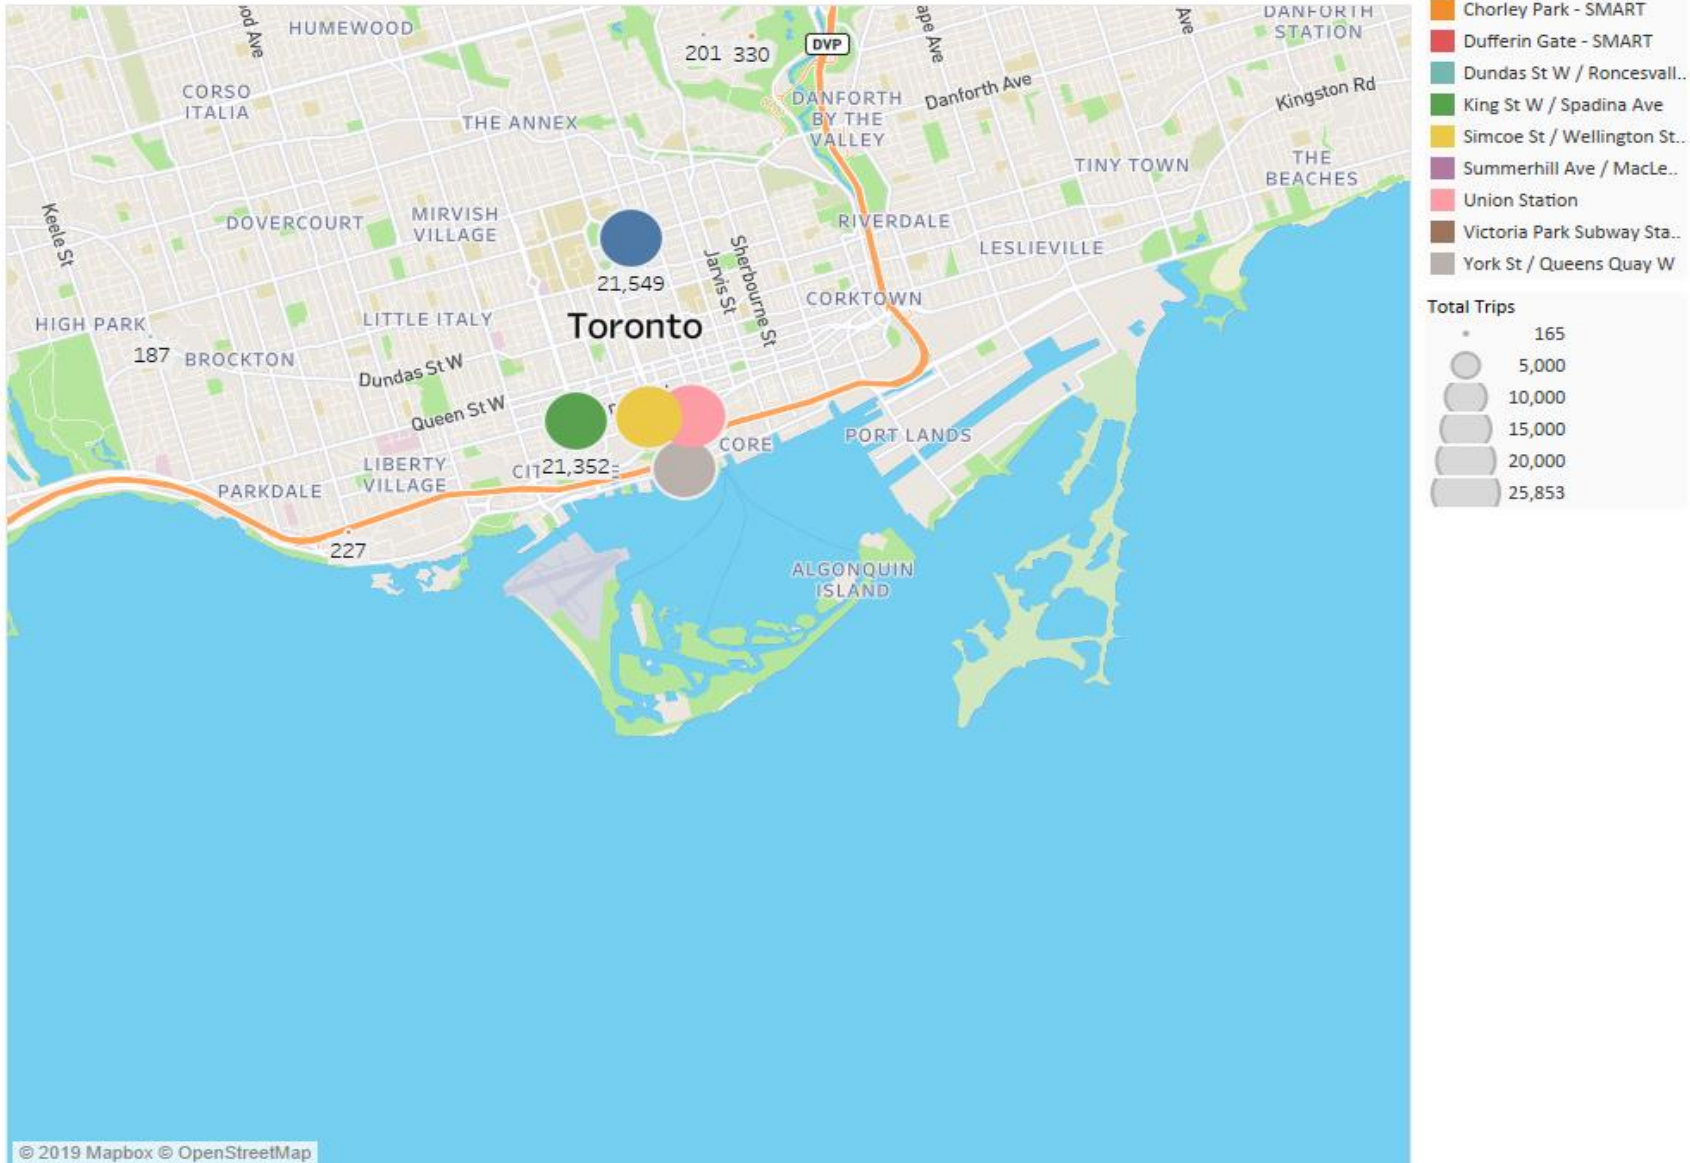 HUMEWOOD
201 330
DVP
DANFORTH
STATION
CORSO
ITALIA
THE ANNEX
DANFORTH
BY THE
VALLEY
Danforth Ave
Kingston Rd
Ave
TINY TOWN
THE
BEACHES
Keele St
DOVERCOURT
MIRVISH
VILLAGE
RIVERDALE
LESLIEVILLE
21,549
Jarvis St
Sherbourne St
CORKTOWN
HIGH PARK
LITTLE ITALY
Toronto
187
BROCKTON
Dundas St W
Queen St W
CORE
PORT LANDS
LIBERTY
VILLAGE
21,352
PARKDALE
227
ALGONQUIN
ISLAND
© 2019 Mapbox © OpenStreetMap
Chorley Park - SMART
Dufferin Gate - SMART
Dundas St W / Roncesvall..
King St W / Spadina Ave
Simcoe St / Wellington St..
Summerhill Ave / MacLe..
Union Station
Victoria Park Subway Sta..
York St / Queens Quay W
Total Trips
165
5,000
10,000
15,000
20,000
25,853